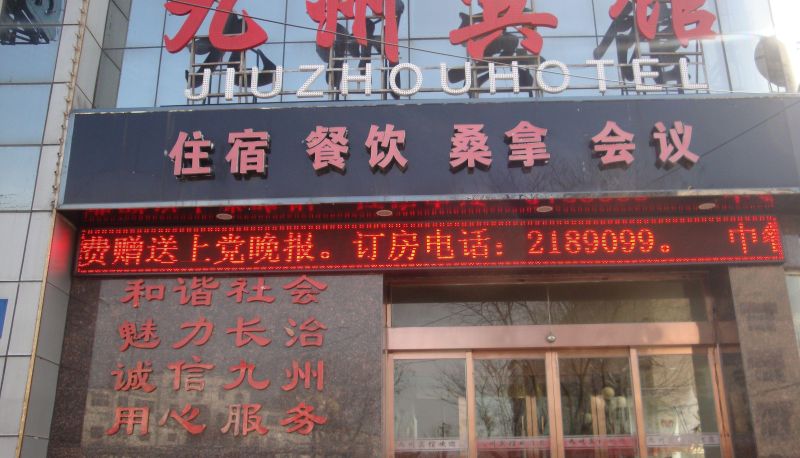 九州宾馆
JIUZHOUHOTEL
住宿 餐饮 桑拿 会议
费赠送上党晚报。订房电话：2189099。
和谐社会
魅力长治
诚信九州
用心服务